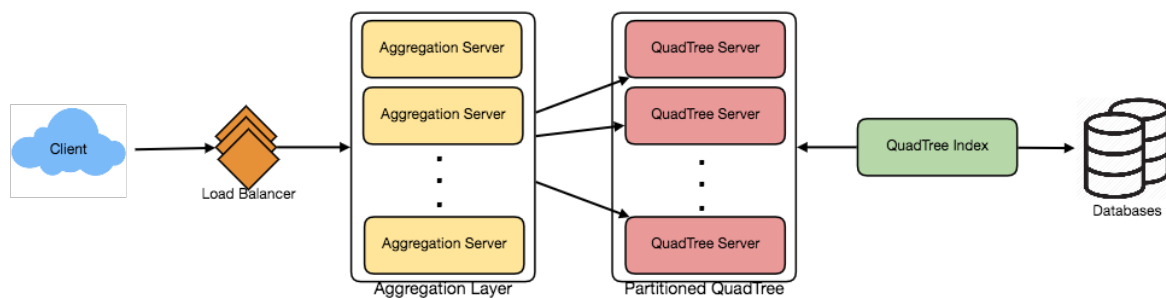 Client
Load Balancer
Aggregation Server
Aggregation Server
Aggregation Server
Aggregation Layer
QuadTree Server
QuadTree Server
QuadTree Server
Partitioned QuadTree
QuadTree Index
Databases